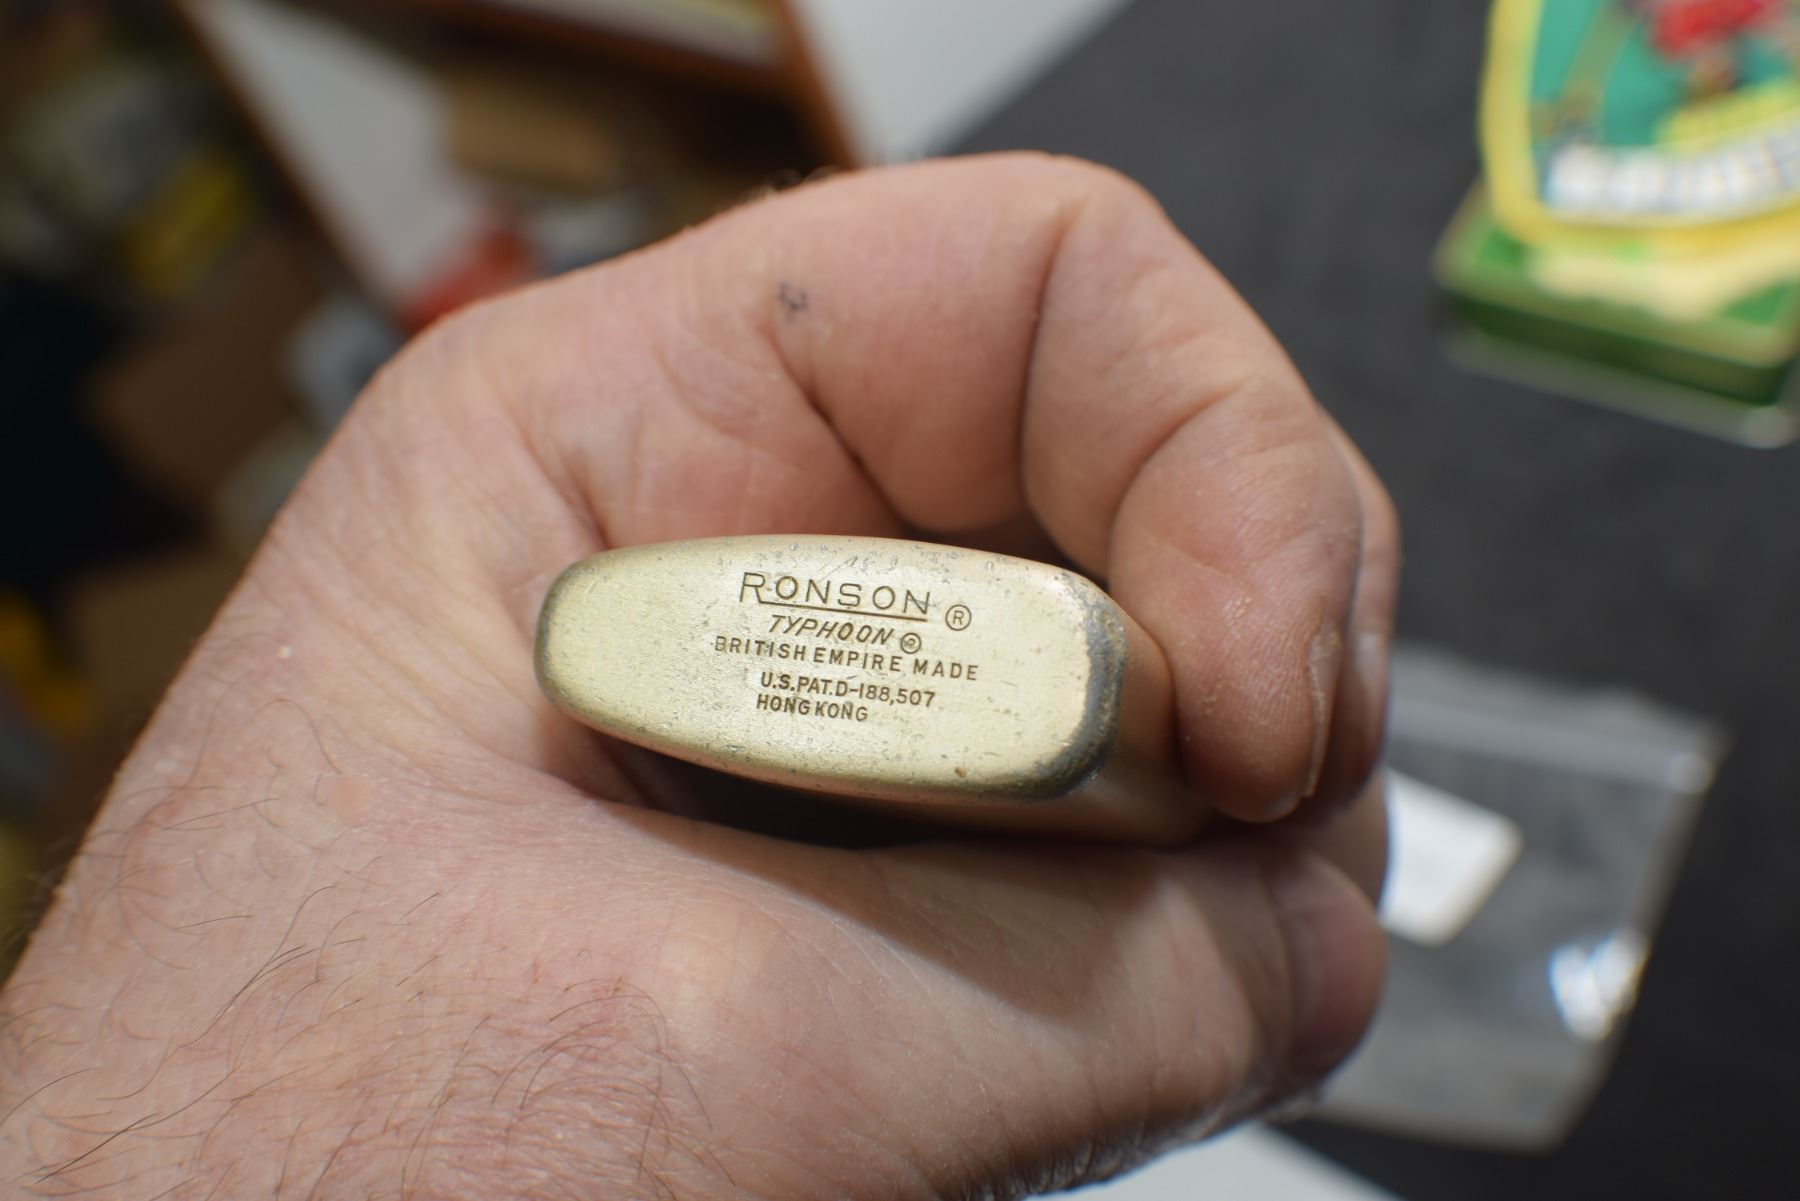 RONSON ®
TYPHOON ®
BRITISH EMPIRE MADE
U.S.PAT.D-188,507
HONG KONG